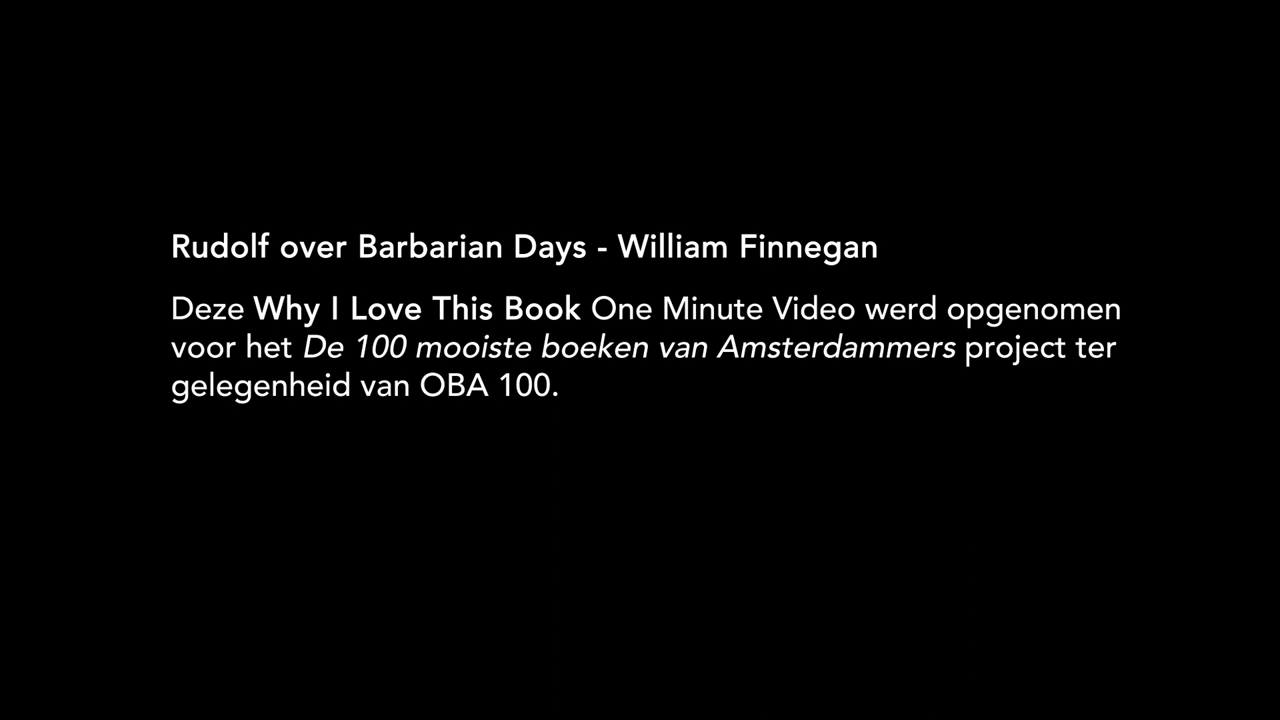 Rudolf over Barbarian Days - William Finnegan
Deze Why I Love This Book One Minute Video werd opgenomen
voor het De 100 mooiste boeken van Amsterdammers project ter
gelegenheid van OBA 100.